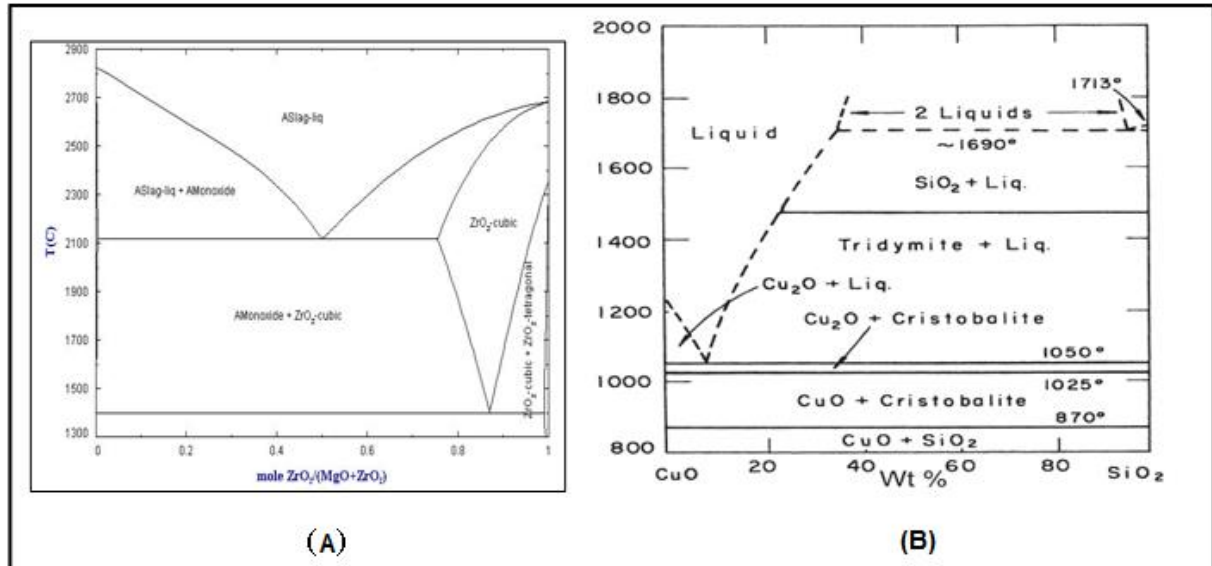 2900
2700
2500
2300
2100
1900
1700
1500
1300
T(C)
ASlag-liq
ASlag-liq + AMonoxide
ZrO₂-cubic
AMonoxide + ZrO₂-cubic
ZrO₂-cubic + ZrO₂-tetragonal
0 0.2 0.4 0.6 0.8 1
mole ZrO₂/(MgO+ZrO₂)
(A)
2000
1800
1600
1400
1200
1000
800
1713°
2 Liquids
Liquid
~1690°
SiO₂ + Liq.
Tridymite + Liq.
Cu₂O + Liq.
Cu₂O + Cristobalite
1050°
1025°
CuO + Cristobalite
870°
CuO + SiO₂
CuO 20 40 60 80 SiO₂
Wt %
(B)